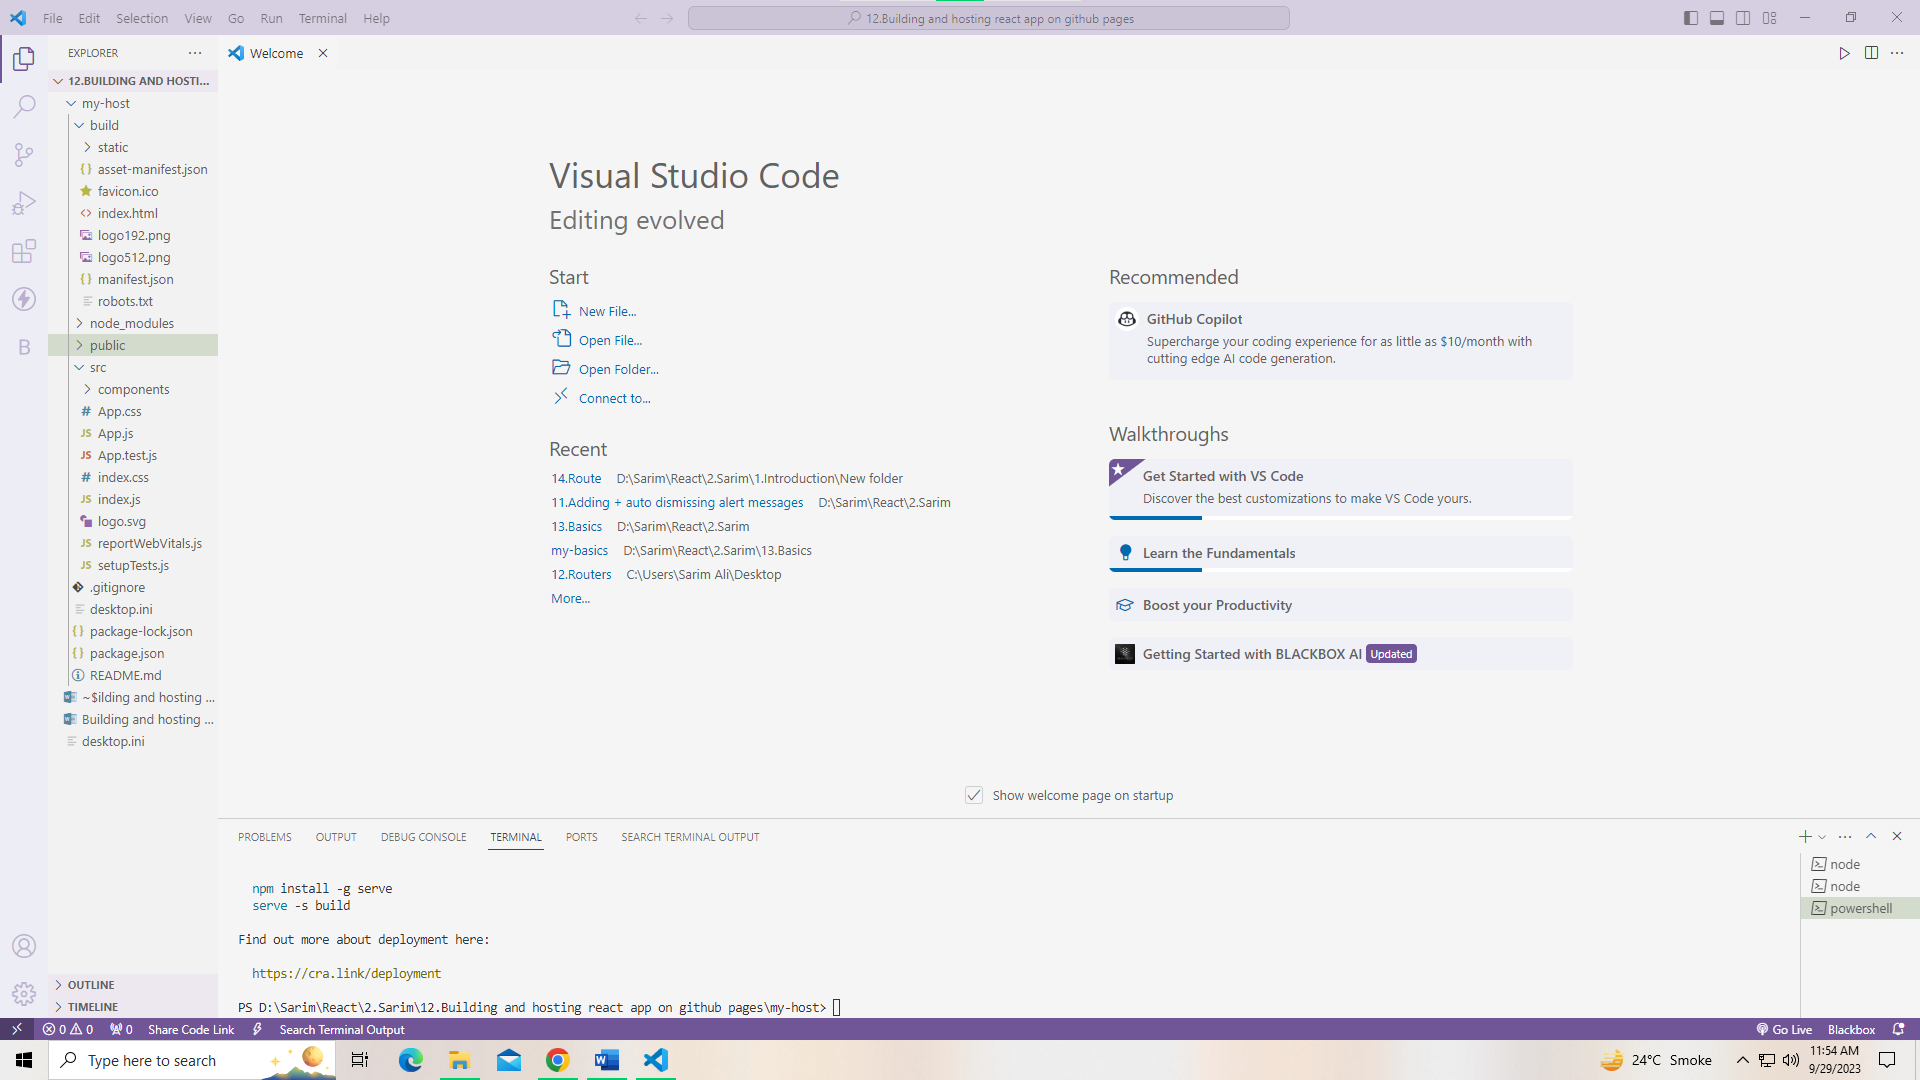 File Edit Selection View Go Run Terminal Help
12.Building and hosting react app on github pages
EXPLORER
Welcome
12.BUILDING AND HOSTI...
my-host
build
static
asset-manifest.json
favicon.ico
index.html
logo192.png
logo512.png
manifest.json
robots.txt
node_modules
public
src
components
App.css
App.js
App.test.js
index.css
index.js
logo.svg
reportWebVitals.js
setupTests.js
.gitignore
desktop.ini
package-lock.json
package.json
README.md
~$ilding and hosting ...
Building and hosting ...
desktop.ini
OUTLINE
TIMELINE
Visual Studio Code
Editing evolved
Start
New File...
Open File...
Open Folder...
Connect to...
Recent
14.Route D:\Sarim\React\2.Sarim\1.Introduction\New folder
11.Adding + auto dismissing alert messages D:\Sarim\React\2.Sarim
13.Basics D:\Sarim\React\2.Sarim
my-basics D:\Sarim\React\2.Sarim\13.Basics
12.Routers C:\Users\Sarim Ali\Desktop
More...
Recommended
GitHub Copilot
Supercharge your coding experience for as little as $10/month with
cutting edge AI code generation.
Walkthroughs
Get Started with VS Code
Discover the best customizations to make VS Code yours.
Learn the Fundamentals
Boost your Productivity
Getting Started with BLACKBOX AI Updated
Show welcome page on startup
PROBLEMS OUTPUT DEBUG CONSOLE TERMINAL PORTS SEARCH TERMINAL OUTPUT
npm install -g serve
serve -s build
Find out more about deployment here:
https://cra.link/deployment
PS D:\Sarim\React\2.Sarim\12.Building and hosting react app on github pages\my-host>
node
node
powershell
0 0 0 Share Code Link Search Terminal Output Go Live Blackbox
Type here to search
24°C Smoke
11:54 AM
9/29/2023